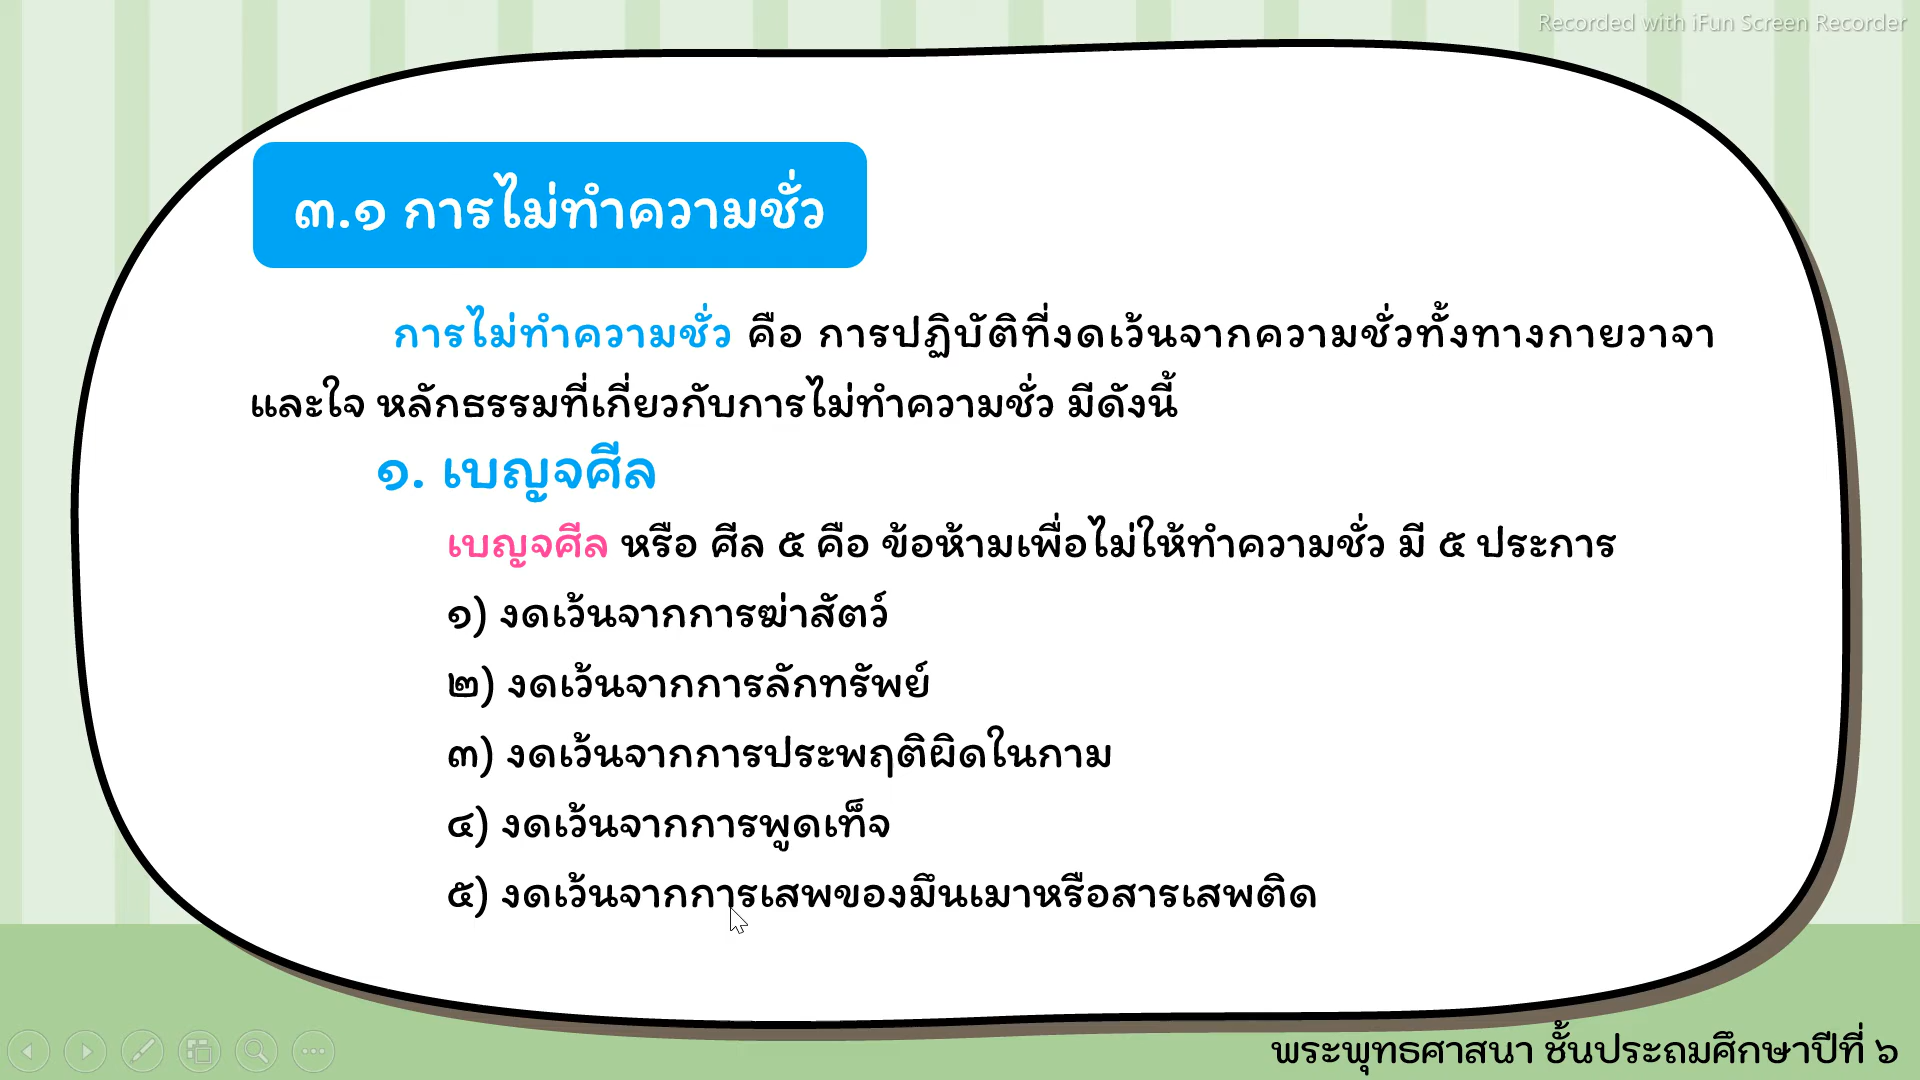 Recorded with iFun Screen Recorder
๓.๑ การไม่ทำความชั่ว
การไม่ทำความชั่ว คือ การปฏิบัติที่งดเว้นจากความชั่วทั้งทางกายวาจา
และใจ หลักธรรมที่เกี่ยวกับการไม่ทำความชั่ว มีดังนี้
๑. เบญจศีล
เบญจศีล หรือ ศีล ๕ คือ ข้อห้ามเพื่อไม่ให้ทำความชั่ว มี ๕ ประการ
๑) งดเว้นจากการฆ่าสัตว์
๒) งดเว้นจากการลักทรัพย์
๓) งดเว้นจากการประพฤติผิดในกาม
๔) งดเว้นจากการพูดเท็จ
๕) งดเว้นจากการเสพของมึนเมาหรือสารเสพติด
พระพุทธศาสนา ชั้นประถมศึกษาปีที่ ๖